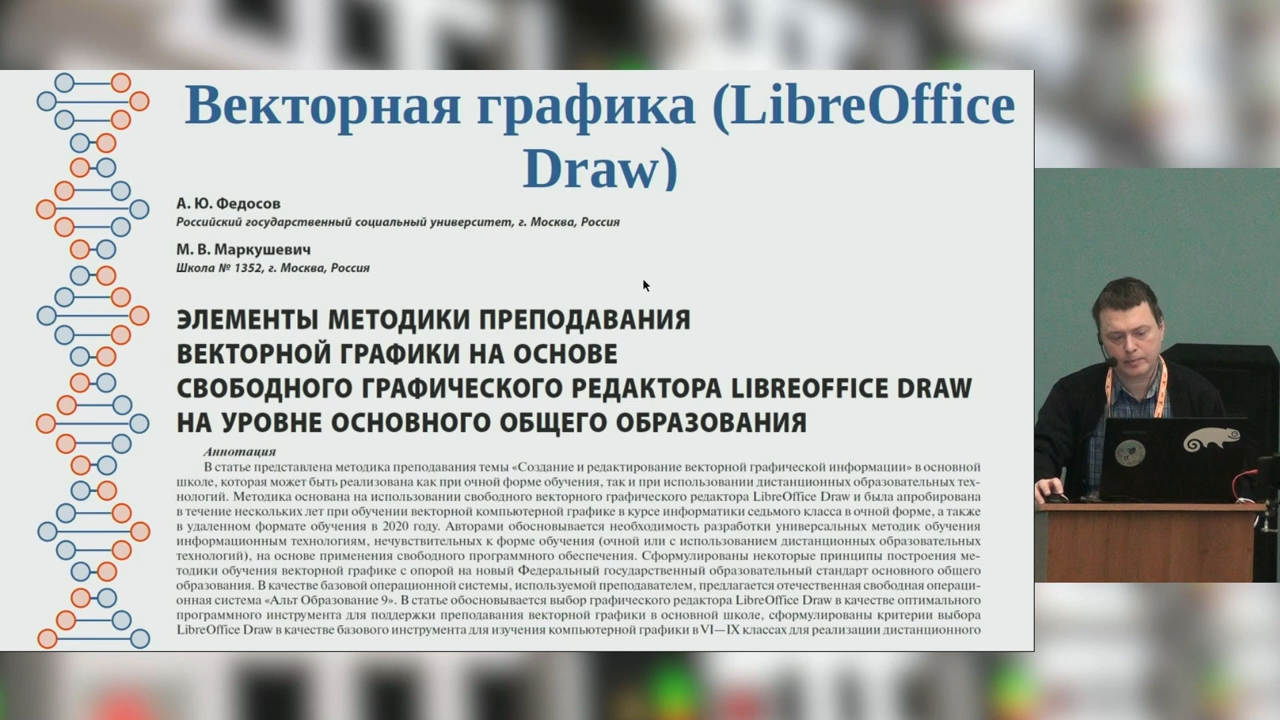 Векторная графика (LibreOffice
Draw)
А. Ю. Федосов
Российский государственный социальный университет, г. Москва, Россия
М. В. Маркушевич
Школа № 1352, г. Москва, Россия
ЭЛЕМЕНТЫ МЕТОДИКИ ПРЕПОДАВАНИЯ
ВЕКТОРНОЙ ГРАФИКИ НА ОСНОВЕ
СВОБОДНОГО ГРАФИЧЕСКОГО РЕДАКТОРА LIBREOFFICE DRAW
НА УРОВНЕ ОСНОВНОГО ОБЩЕГО ОБРАЗОВАНИЯ
Аннотация
В статье представлена методика преподавания темы «Создание и редактирование векторной графической информации» в основной
школе, которая может быть реализована как при очной форме обучения, так и при использовании дистанционных образовательных тех-
нологий. Методика основана на использовании свободного векторного графического редактора LibreOffice Draw и была апробирована
в течение нескольких лет при обучении векторной компьютерной графике в курсе информатики седьмого класса в очной форме, а также
в удаленном формате обучения в 2020 году. Авторами обосновывается необходимость разработки универсальных методик обучения
информационным технологиям, нечувствительных к форме обучения (очной или с использованием дистанционных образовательных
технологий), на основе применения свободного программного обеспечения. Сформулированы некоторые принципы построения ме-
тодики обучения векторной графике с опорой на новый Федеральный государственный образовательный стандарт основного общего
образования. В качестве базовой операционной системы, используемой преподавателем, предлагается отечественная свободная операци-
онная система «Альт Образование 9». В статье обосновывается выбор графического редактора LibreOffice Draw в качестве оптимального
программного инструмента для поддержки преподавания векторной графики в основной школе, сформулированы критерии выбора
LibreOffice Draw в качестве базового инструмента для изучения компьютерной графики в VI—IX классах для реализации дистанционного